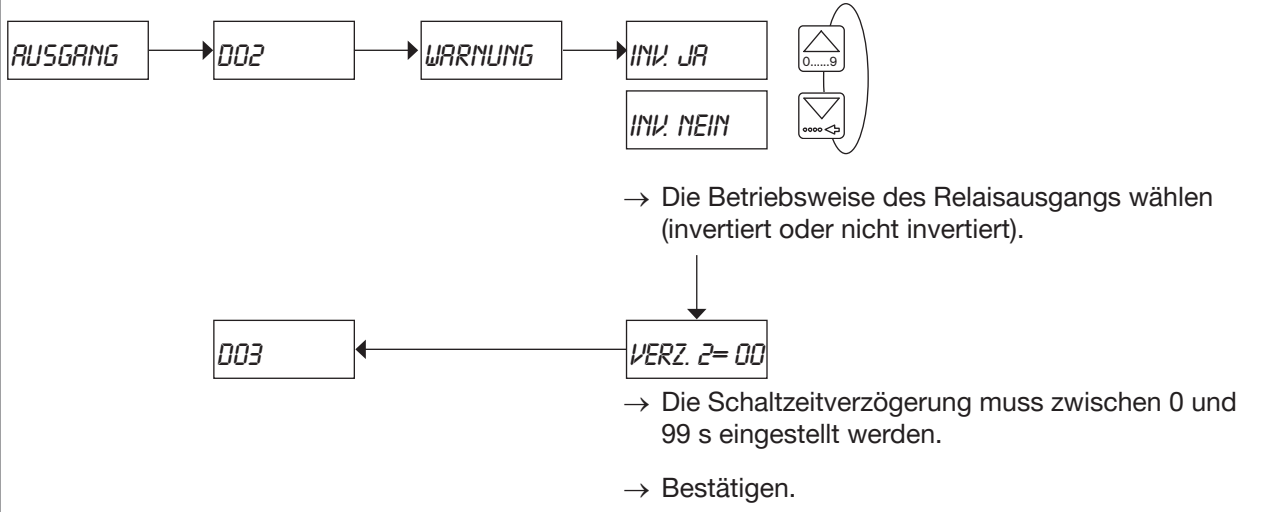 AUSGANG
DO2
WARNUNG
INV. JA
0......9
INV. NEIN
→ Die Betriebsweise des Relaisausgangs wählen
(invertiert oder nicht invertiert).
DO3
VERZ. 2= 00
→ Die Schaltzeitverzögerung muss zwischen 0 und
99 s eingestellt werden.
→ Bestätigen.